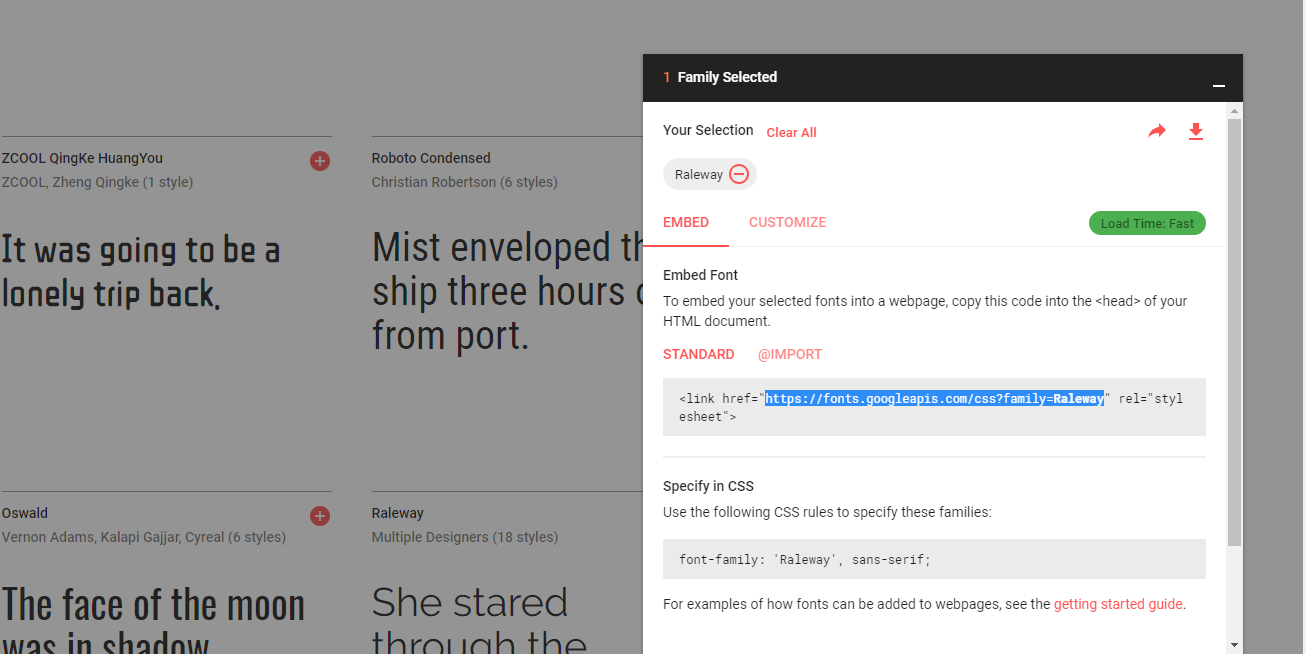 1 Family Selected
Your Selection Clear All
Raleway
EMBED CUSTOMIZE Load Time: Fast
Embed Font
To embed your selected fonts into a webpage, copy this code into the <head> of your
HTML document.
STANDARD @IMPORT
<link href="https://fonts.googleapis.com/css?family=Raleway" rel="styl
esheet">
Specify in CSS
Use the following CSS rules to specify these families:
font-family: 'Raleway', sans-serif;
For examples of how fonts can be added to webpages, see the getting started guide.
ZCOOL QingKe HuangYou
ZCOOL, Zheng Qingke (1 style)
It was going to be a
lonely trip back.
Roboto Condensed
Christian Robertson (6 styles)
Mist enveloped th
ship three hours
from port.
Oswald
Vernon Adams, Kalapi Gajjar, Cyreal (6 styles)
The face of the moon
was in shadow
Raleway
Multiple Designers (18 styles)
She stared
through the